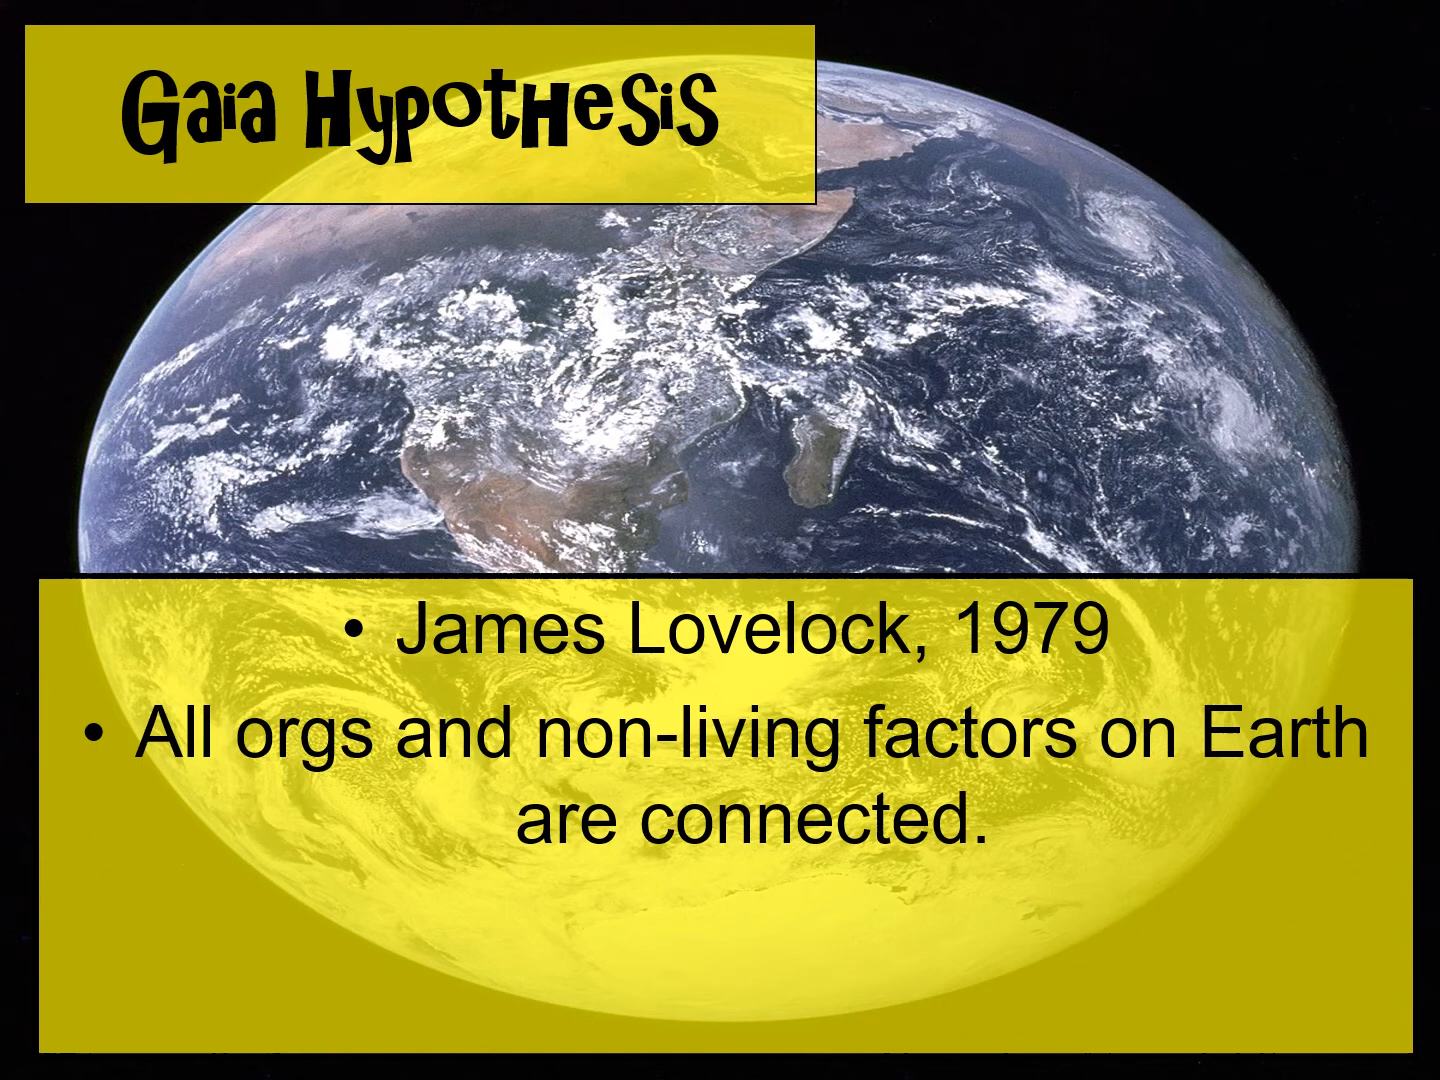 Gaia Hypothesis
• James Lovelock, 1979
• All orgs and non-living factors on Earth
are connected.